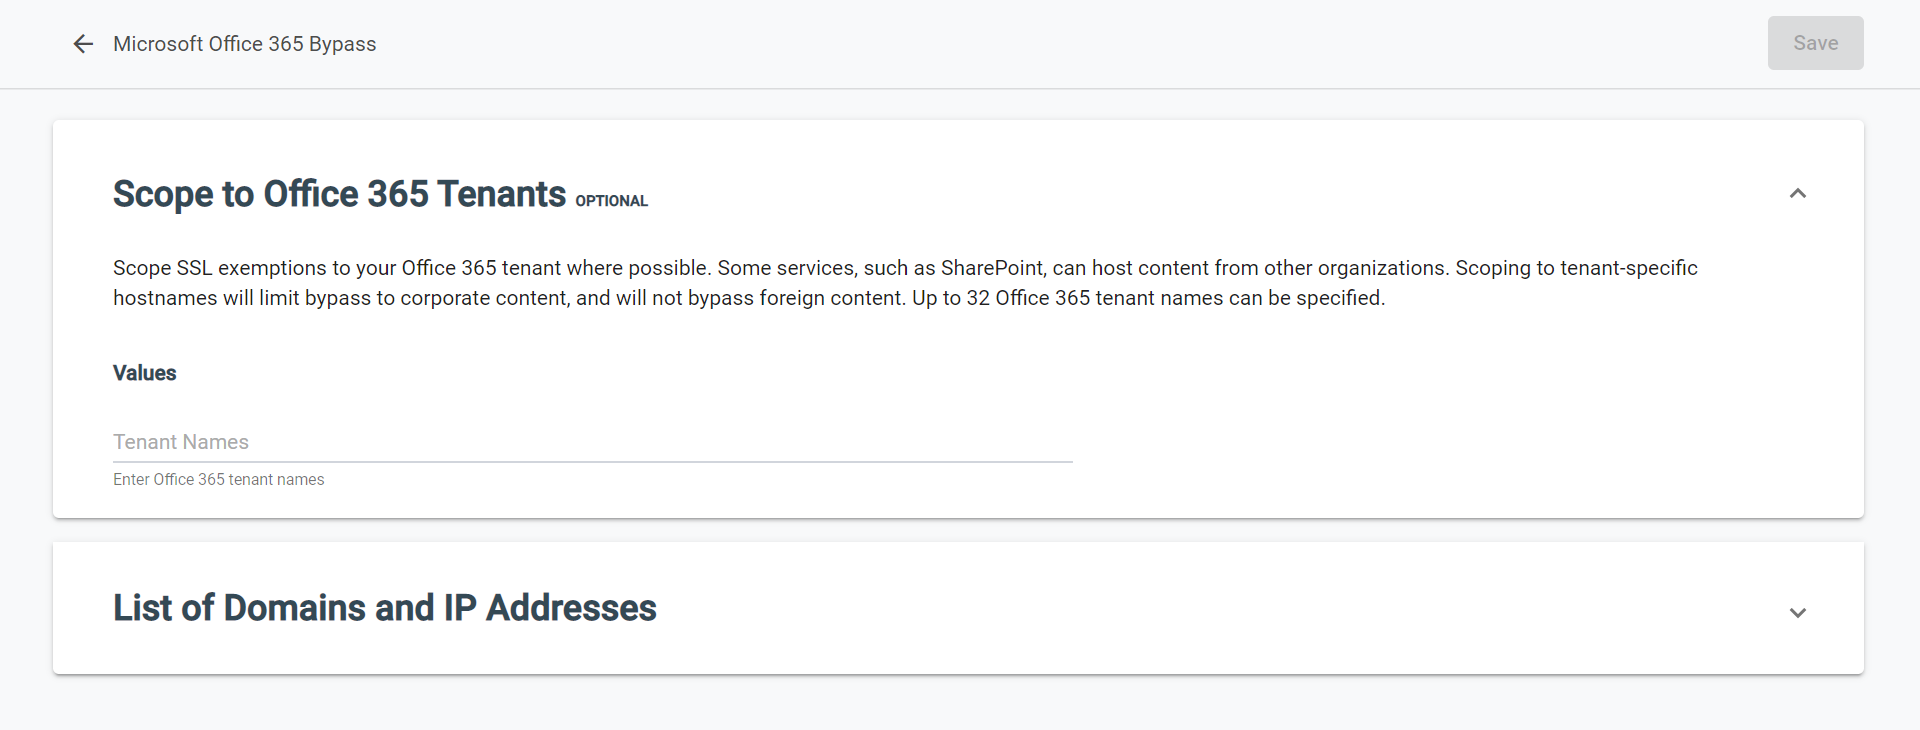 Microsoft Office 365 Bypass
Save
Scope to Office 365 Tenants OPTIONAL
Scope SSL exemptions to your Office 365 tenant where possible. Some services, such as SharePoint, can host content from other organizations. Scoping to tenant-specific
hostnames will limit bypass to corporate content, and will not bypass foreign content. Up to 32 Office 365 tenant names can be specified.
Values
Tenant Names
Enter Office 365 tenant names
List of Domains and IP Addresses